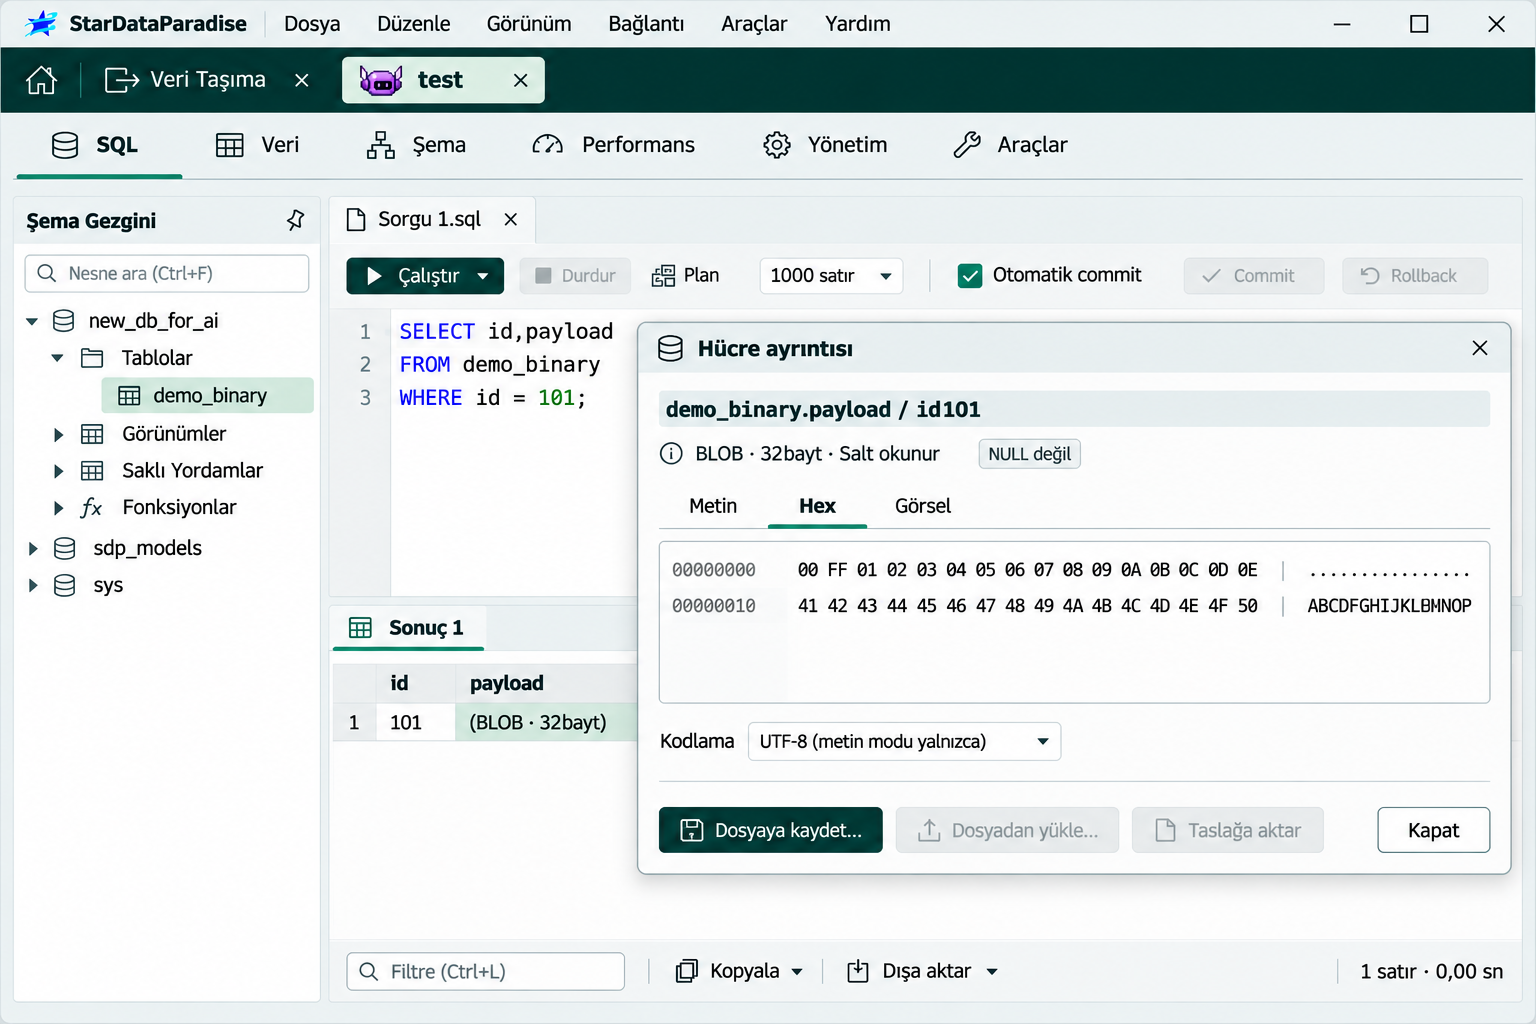 StarDataParadise Dosya Düzenle Görünüm Bağlantı Araçlar Yardım
Veri Taşıma test
SQL Veri Şema Performans Yönetim Araçlar
Şema Gezgini
Nesne ara (Ctrl+F)
new_db_for_ai
Tablolar
demo_binary
Görünümler
Saklı Yordamlar
fx Fonksiyonlar
sdp_models
sys
Sorgu 1.sql
Çalıştır Durdur Plan 1000 satır Otomatik commit Commit Rollback
1 SELECT id,payload
2 FROM demo_binary
3 WHERE id = 101;
Hücre ayrıntısı
demo_binary.payload / id101
BLOB · 32bayt · Salt okunur NULL değil
Metin Hex Görsel
00000000 00 FF 01 02 03 04 05 06 07 08 09 0A 0B 0C 0D 0E | ................
00000010 41 42 43 44 45 46 47 48 49 4A 4B 4C 4D 4E 4F 50 | ABCDFGHIJKLBMNOP
Kodlama UTF-8 (metin modu yalnızca)
Dosyaya kaydet... Dosyadan yükle... Taslağa aktar Kapat
Sonuç 1
id payload
1 101 (BLOB · 32bayt)
Filtre (Ctrl+L) Kopyala Dışa aktar 1 satır · 0,00 sn